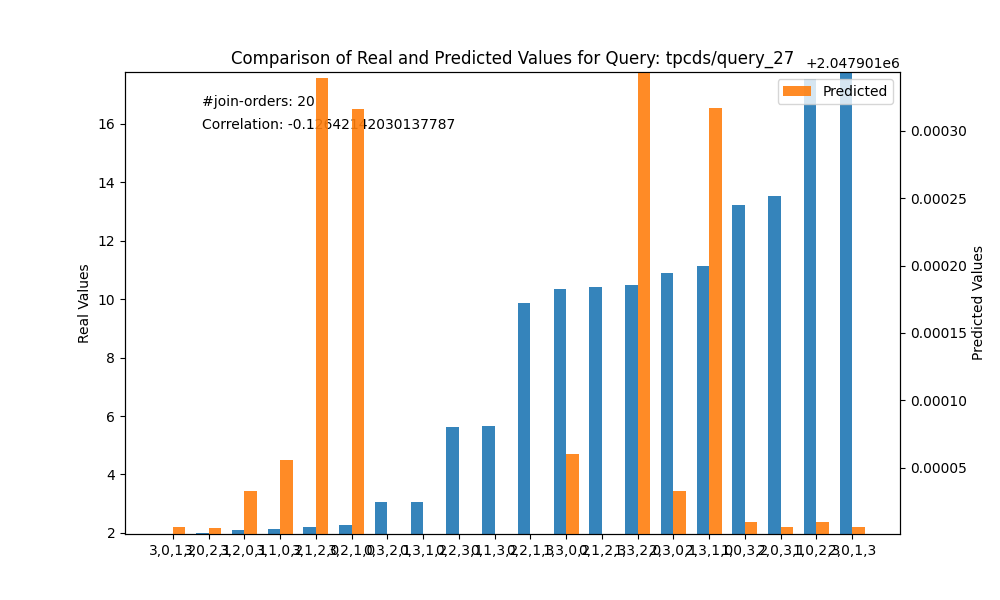 Comparison of Real and Predicted Values for Query: tpcds/query_27
+2.047901e6
Predicted
#join-orders: 20
Correlation: -0.12642142030137787
16
14
12
10
8
6
4
2
Real Values
0.00030
0.00025
0.00020
0.00015
0.00010
0.00005
Predicted Values